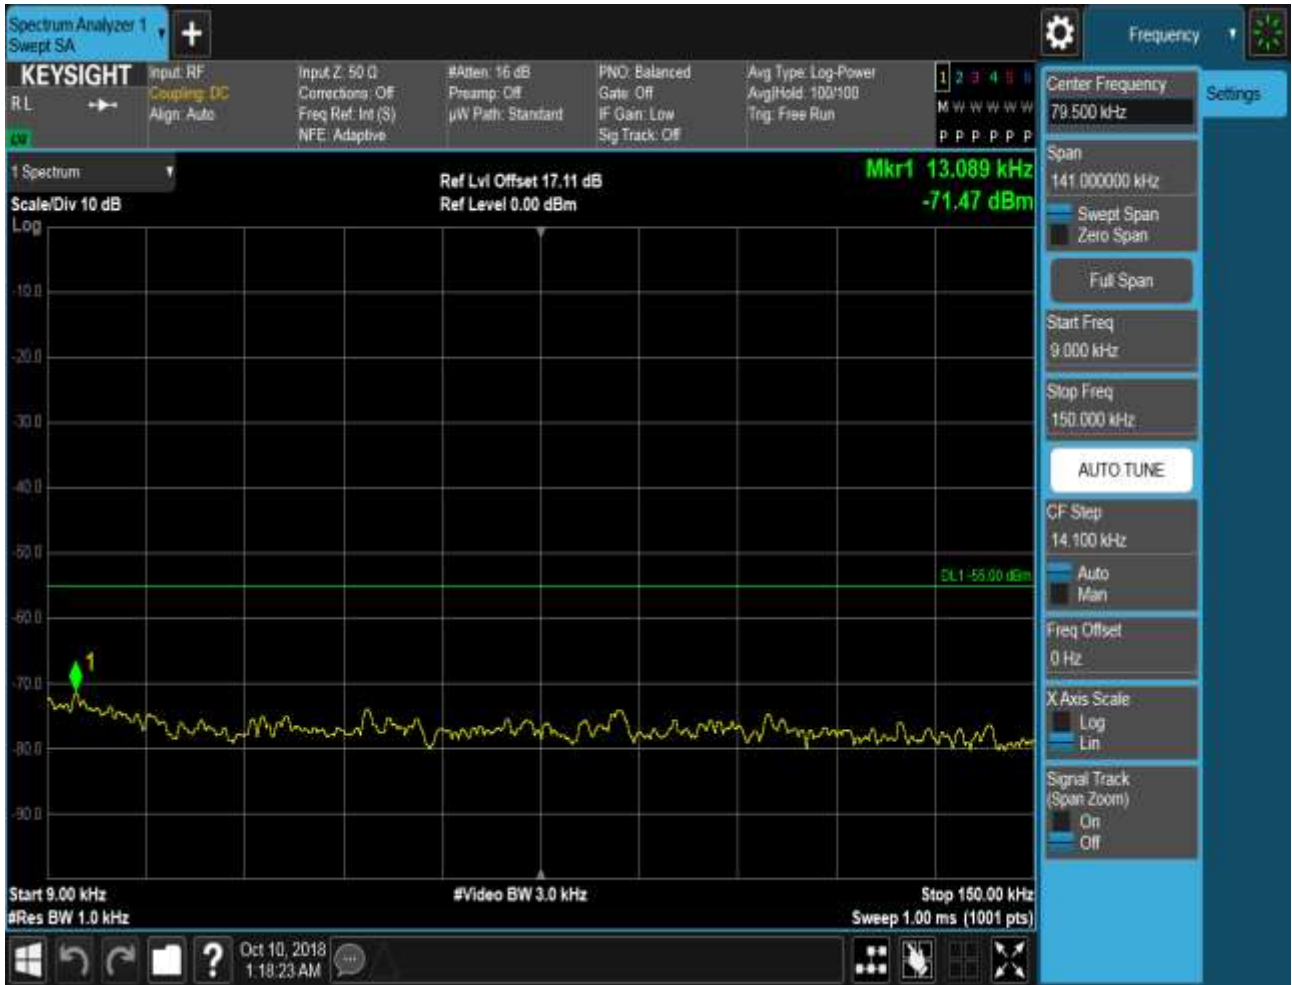 Spectrum Analyzer 1
Swept SA
+
Frequency
KEYSIGHT
RL
Input: RF
Coupling: DC
Align: Auto
Input Z: 50 Ω
Corrections: Off
Freq Ref: Int (S)
NFE: Adaptive
#Atten: 16 dB
Preamp: Off
µW Path: Standard
PNO: Balanced
Gate: Off
IF Gain: Low
Sig Track: Off
Avg Type: Log-Power
Avg|Hold: 100/100
Trig: Free Run
1 2 3 4 5 6
M W W W W W
P P P P P P
1 Spectrum
Scale/Div 10 dB
Log
Ref Lvl Offset 17.11 dB
Ref Level 0.00 dBm
Mkr1 13.089 kHz
-71.47 dBm
-10.0
-20.0
-30.0
-40.0
-50.0
-60.0
-70.0
-80.0
-90.0
DL1 -55.00 dBm
1
Start 9.00 kHz
#Res BW 1.0 kHz
#Video BW 3.0 kHz
Stop 150.00 kHz
Sweep 1.00 ms (1001 pts)
Center Frequency
79.500 kHz
Settings
Span
141.000000 kHz
Swept Span
Zero Span
Full Span
Start Freq
9.000 kHz
Stop Freq
150.000 kHz
AUTO TUNE
CF Step
14.100 kHz
Auto
Man
Freq Offset
0 Hz
X Axis Scale
Log
Lin
Signal Track
(Span Zoom)
On
Off
?
Oct 10, 2018
1:18:23 AM